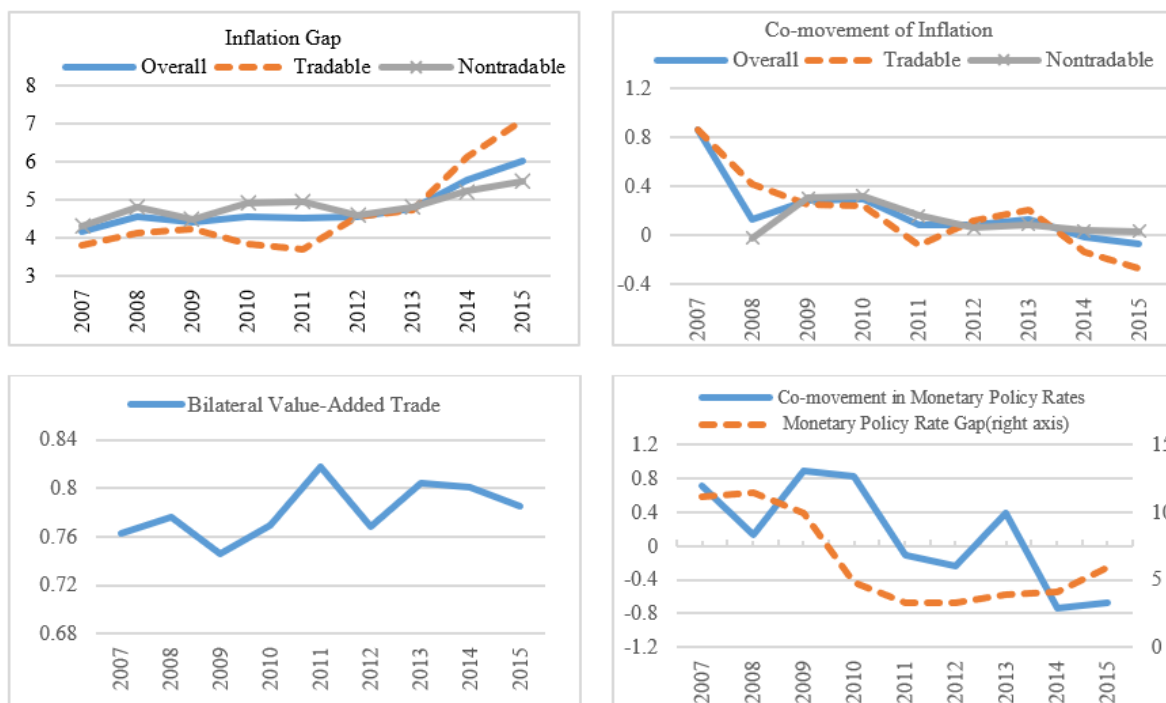 Inflation Gap
Overall Tradable Nontradable
8
7
6
5
4
3
2007 2008 2009 2010 2011 2012 2013 2014 2015
Co-movement of Inflation
Overall Tradable Nontradable
1.2
0.8
0.4
0
-0.4
2007 2008 2009 2010 2011 2012 2013 2014 2015
Bilateral Value-Added Trade
0.84
0.8
0.76
0.72
0.68
2007 2008 2009 2010 2011 2012 2013 2014 2015
Co-movement in Monetary Policy Rates
Monetary Policy Rate Gap(right axis)
1.2 15
0.8
0.4 10
0
-0.4 5
-0.8
-1.2 0
2007 2008 2009 2010 2011 2012 2013 2014 2015